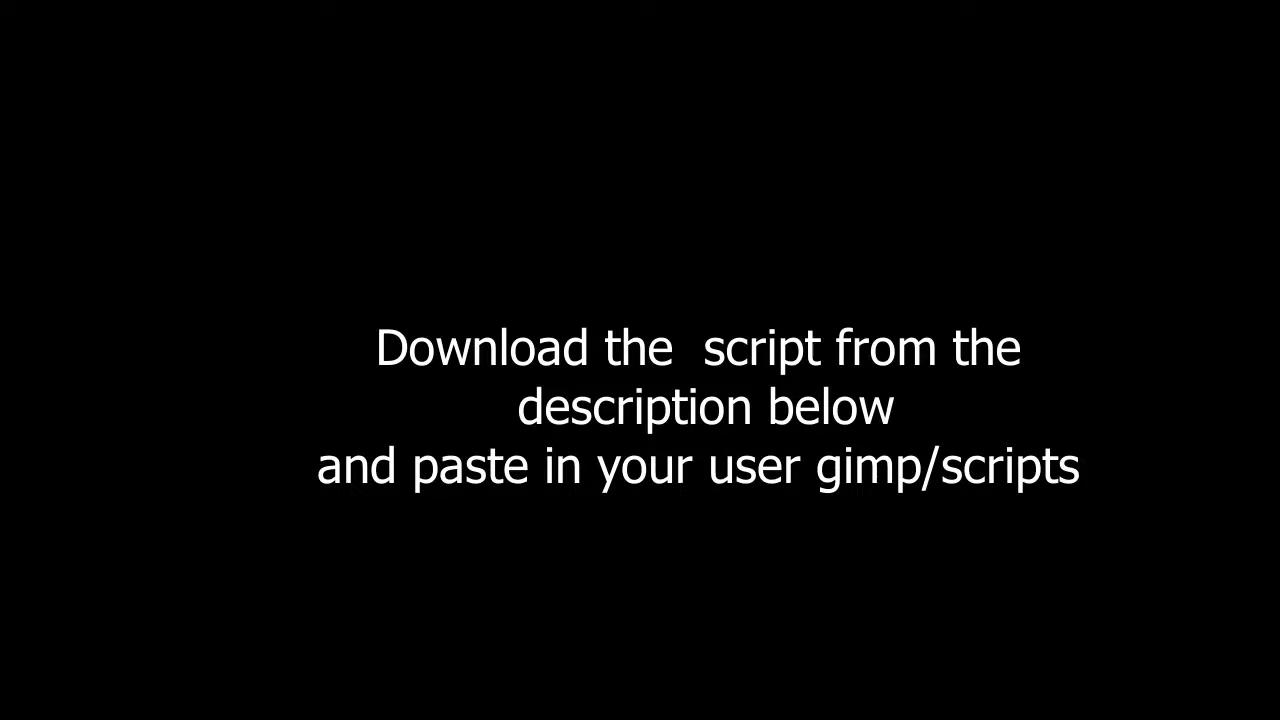 Download the  script from the
description below
and paste in your user gimp/scripts